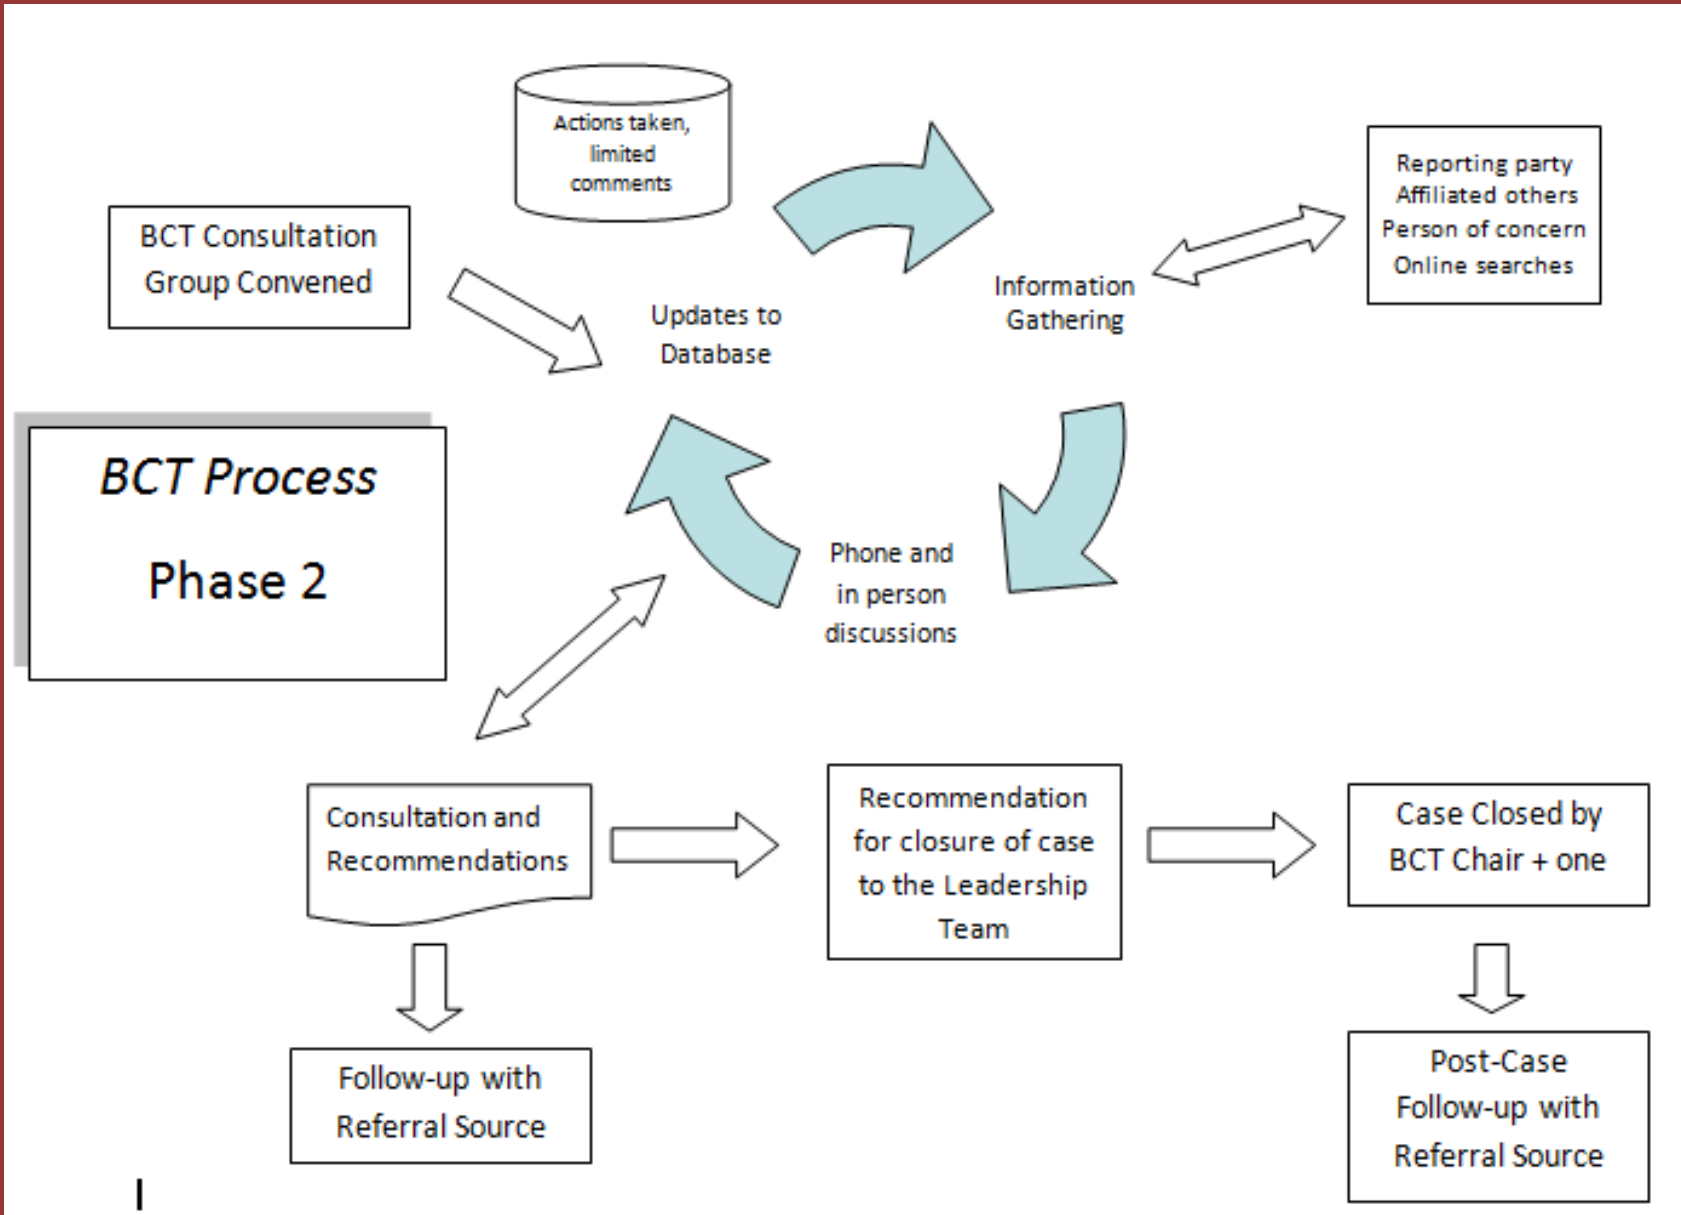 Actions taken,
limited
comments
BCT Consultation
Group Convened
Reporting party
Affiliated others
Person of concern
Online searches
Updates to
Database
Information
Gathering
BCT Process
Phase 2
Phone and
in person
discussions
Consultation and
Recommendations
Recommendation
for closure of case
to the Leadership
Team
Case Closed by
BCT Chair + one
Follow-up with
Referral Source
Post-Case
Follow-up with
Referral Source